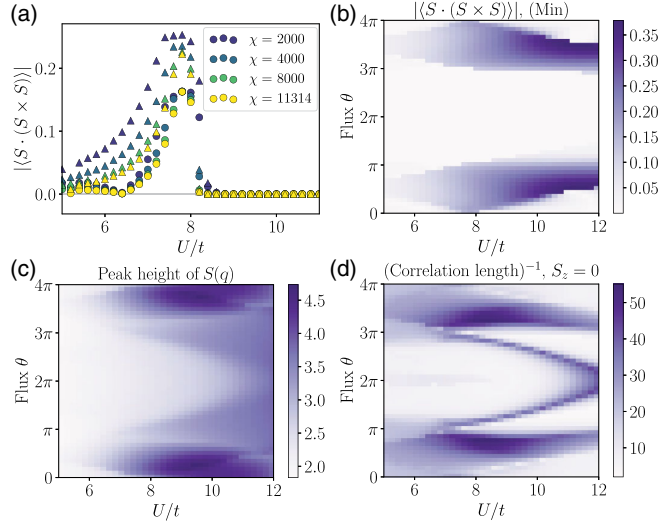 (a)
|⟨S · (S × S)⟩|
0.2
0.1
0.0
6
8
10
U/t
χ = 2000
χ = 4000
χ = 8000
χ = 11314
(b)
|⟨S · (S × S)⟩|, (Min)
Flux θ
4π
3π
2π
π
0
6
8
10
12
U/t
0.35
0.30
0.25
0.20
0.15
0.10
0.05
(c)
Peak height of S(q)
Flux θ
4π
3π
2π
π
0
6
8
10
12
U/t
4.5
4.0
3.5
3.0
2.5
2.0
(d)
(Correlation length)⁻¹, S_z = 0
Flux θ
4π
3π
2π
π
0
6
8
10
12
U/t
50
40
30
20
10